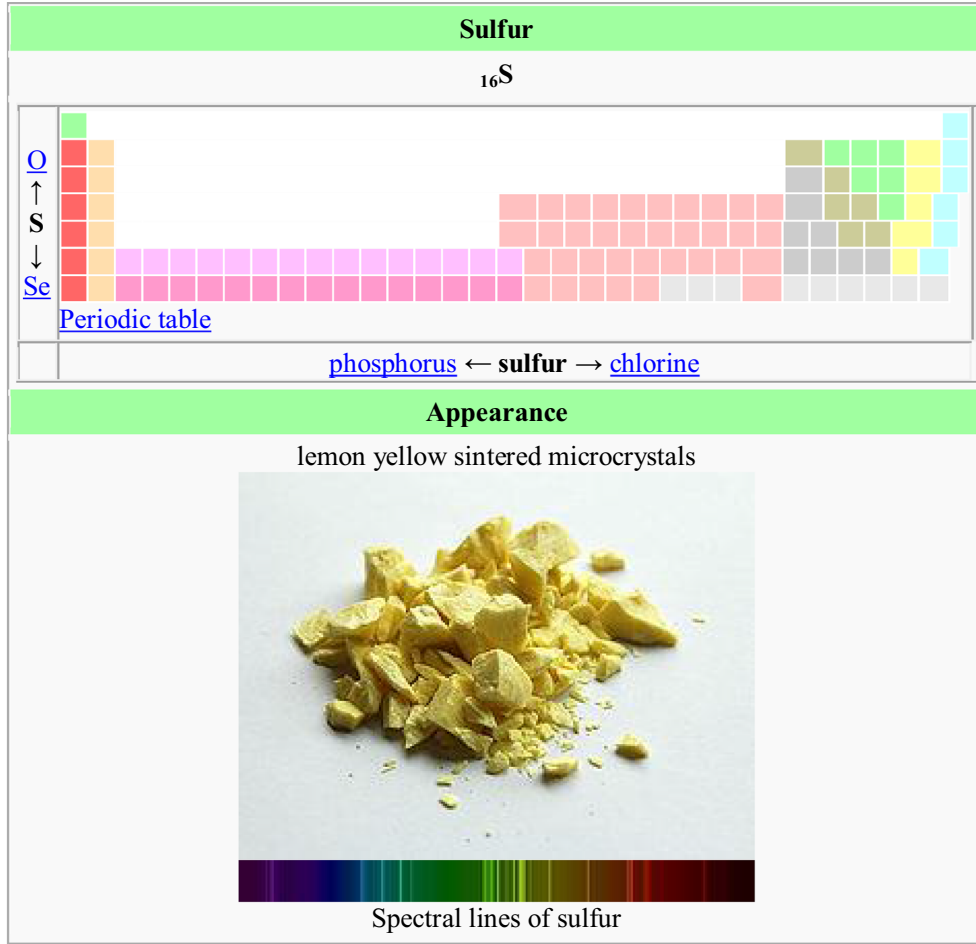 Sulfur
₁₆S
O
↑
S
↓
Se
Periodic table
phosphorus ← sulfur → chlorine
Appearance
lemon yellow sintered microcrystals
Spectral lines of sulfur